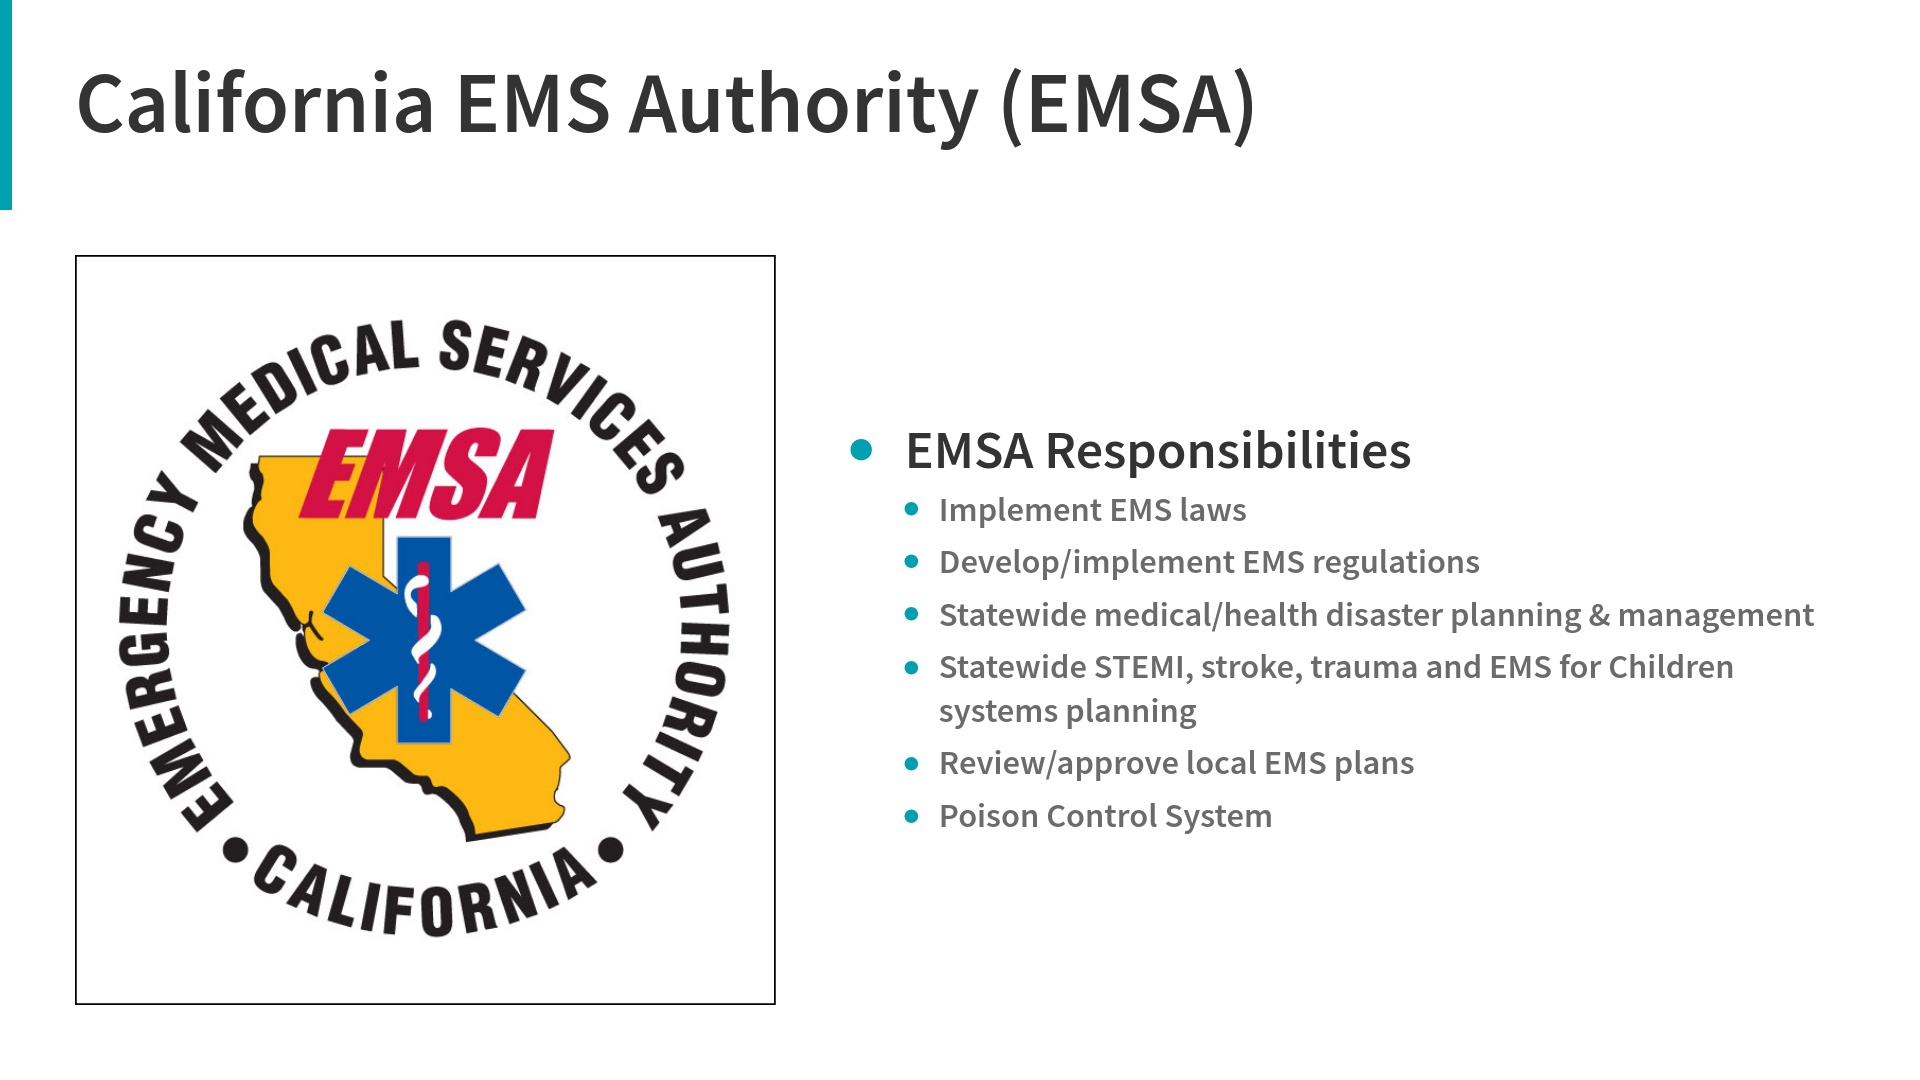 California EMS Authority (EMSA)
EMERGENCY MEDICAL SERVICES AUTHORITY
EMSA
• CALIFORNIA •
• EMSA Responsibilities
• Implement EMS laws
• Develop/implement EMS regulations
• Statewide medical/health disaster planning & management
• Statewide STEMI, stroke, trauma and EMS for Children
systems planning
• Review/approve local EMS plans
• Poison Control System